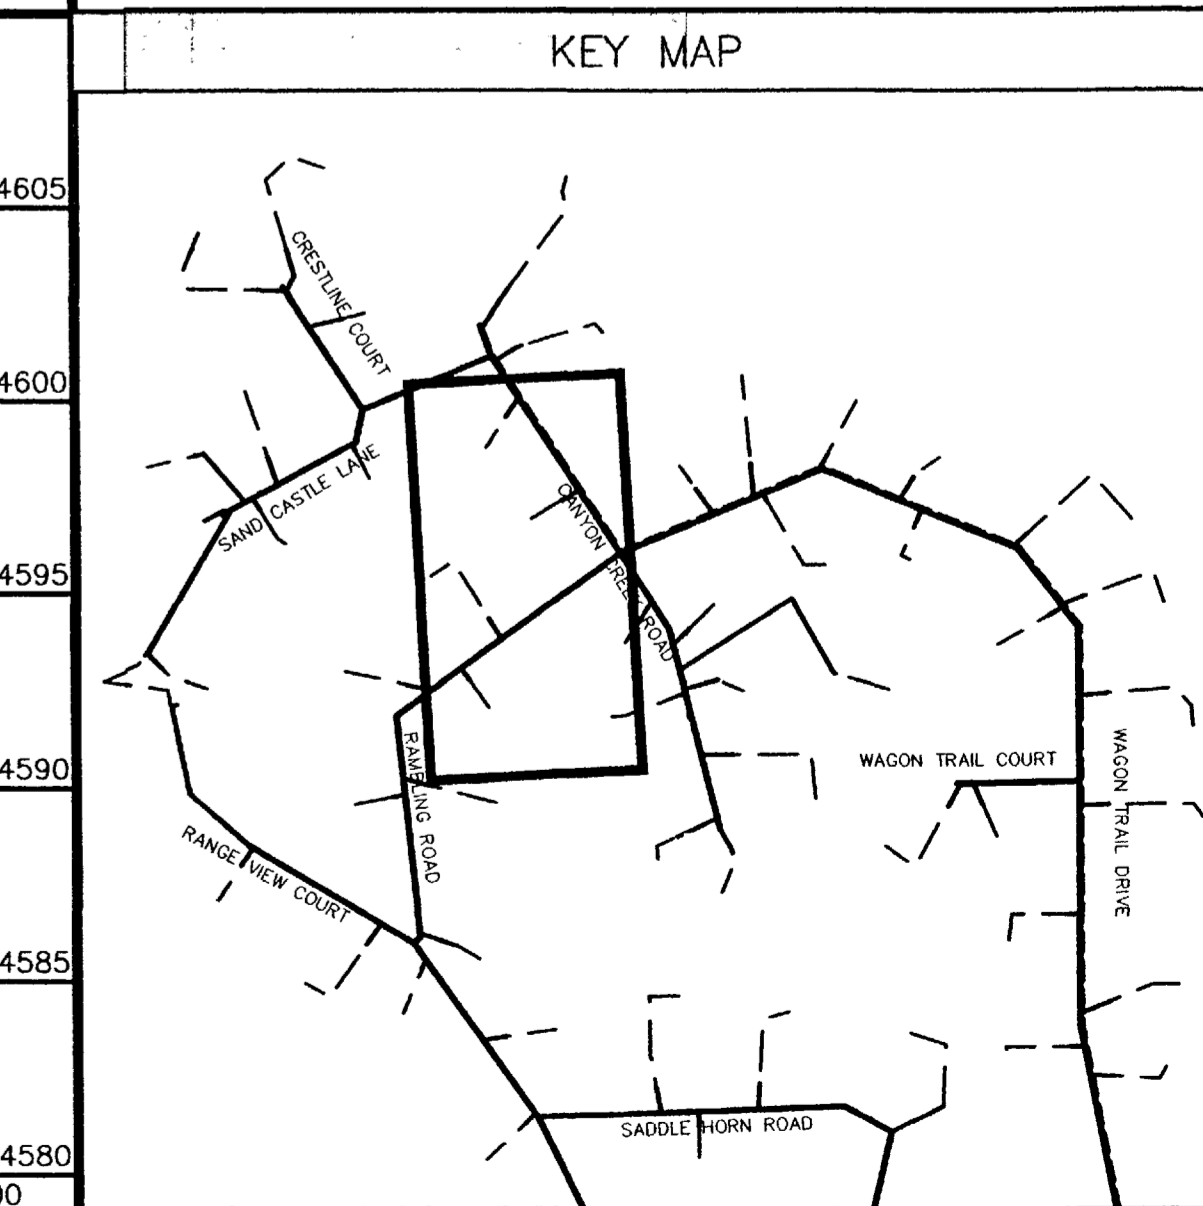 KEY MAP
4605
4600
4595
4590
4585
4580
CRESTLINE COURT
SAND CASTLE LANE
CANYON CREEK ROAD
RAMBLING ROAD
RANGE VIEW COURT
WAGON TRAIL COURT
WAGON TRAIL DRIVE
SADDLE HORN ROAD